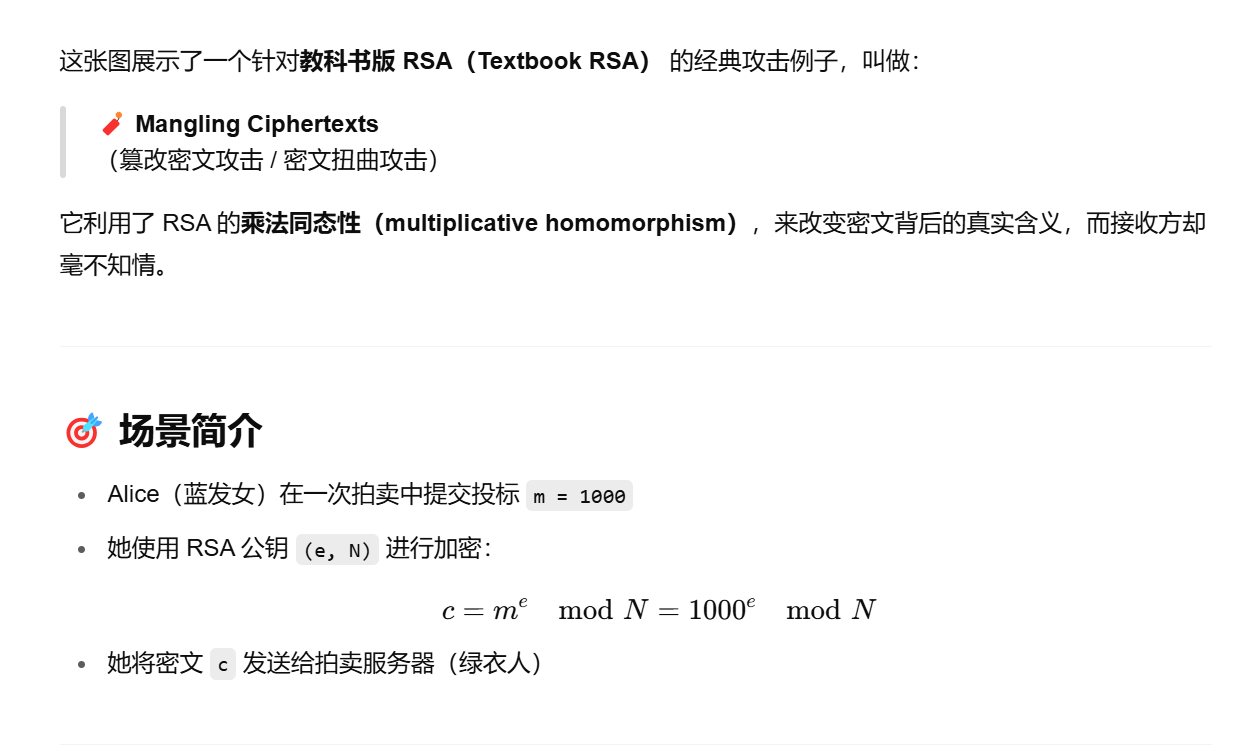 这张图展示了一个针对教科书版 RSA（Textbook RSA） 的经典攻击例子，叫做：
🧨 Mangling Ciphertexts
（篡改密文攻击 / 密文扭曲攻击）
它利用了 RSA 的乘法同态性（multiplicative homomorphism），来改变密文背后的真实含义，而接收方却
毫不知情。
🎯 场景简介
• Alice（蓝发女）在一次拍卖中提交投标 m = 1000
• 她使用 RSA 公钥 (e, N) 进行加密：
c = m^e mod N = 1000^e mod N
• 她将密文 c 发送给拍卖服务器（绿衣人）